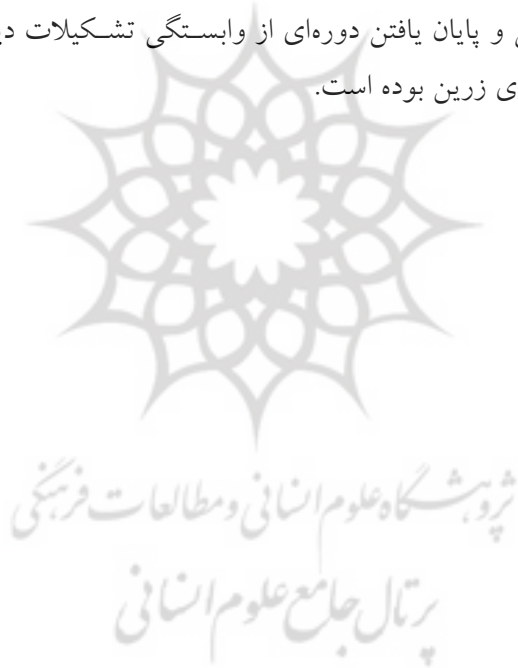 و پایان یافتن دوره‌ای از وابستگی تشکیلات
ی زرین بوده است.
پژوهشگاه علوم انسانی و مطالعات فرهنگی
پرتال جامع علوم انسانی